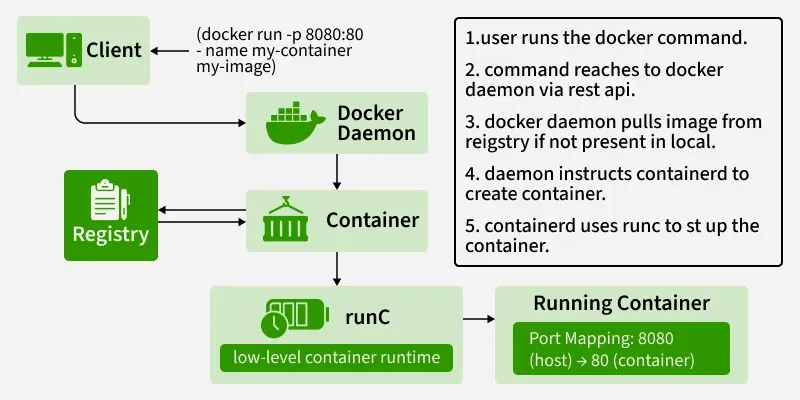 Client
(docker run -p 8080:80
- name my-container
my-image)
Docker
Daemon
Registry
Container
runC
low-level container runtime
Running Container
Port Mapping: 8080
(host) → 80 (container)
1.user runs the docker command.
2. command reaches to docker
daemon via rest api.
3. docker daemon pulls image from
reigstry if not present in local.
4. daemon instructs containerd to
create container.
5. containerd uses runc to st up the
container.